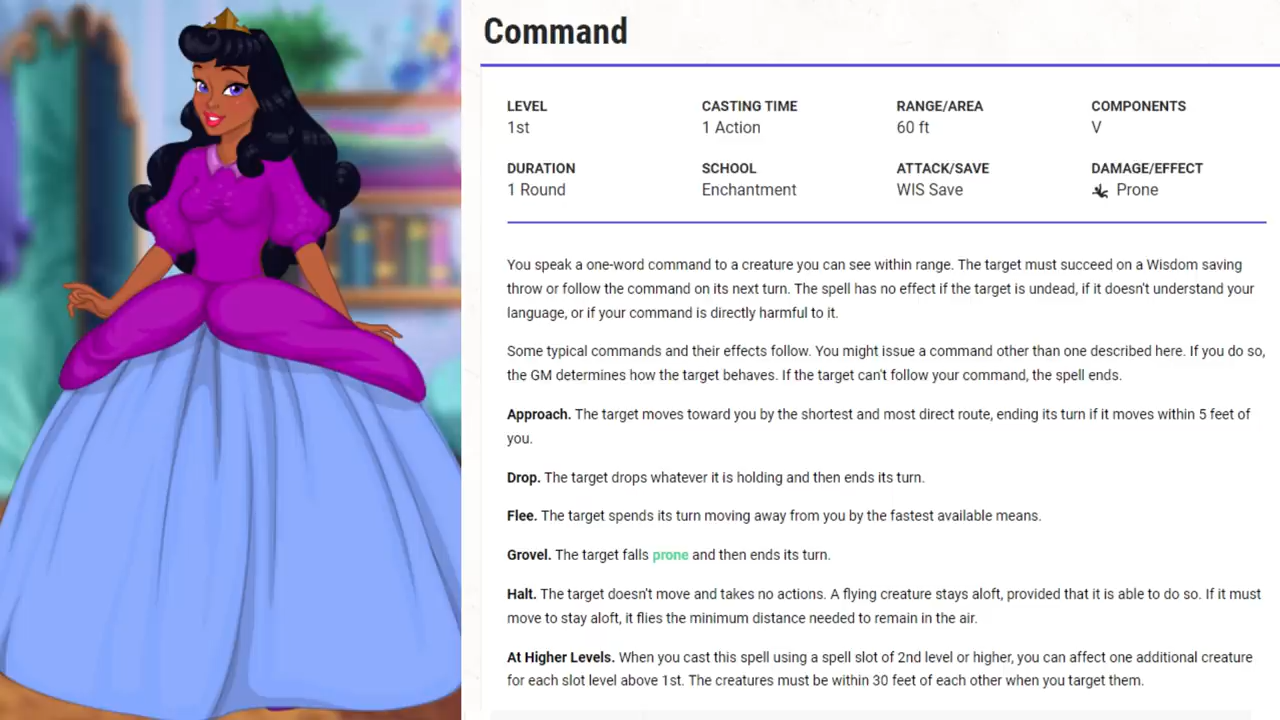 Command
LEVEL
1st
CASTING TIME
1 Action
RANGE/AREA
60 ft
COMPONENTS
V
DURATION
1 Round
SCHOOL
Enchantment
ATTACK/SAVE
WIS Save
DAMAGE/EFFECT
Prone
You speak a one-word command to a creature you can see within range. The target must succeed on a Wisdom saving
throw or follow the command on its next turn. The spell has no effect if the target is undead, if it doesn't understand your
language, or if your command is directly harmful to it.
Some typical commands and their effects follow. You might issue a command other than one described here. If you do so,
the GM determines how the target behaves. If the target can't follow your command, the spell ends.
Approach. The target moves toward you by the shortest and most direct route, ending its turn if it moves within 5 feet of
you.
Drop. The target drops whatever it is holding and then ends its turn.
Flee. The target spends its turn moving away from you by the fastest available means.
Grovel. The target falls prone and then ends its turn.
Halt. The target doesn't move and takes no actions. A flying creature stays aloft, provided that it is able to do so. If it must
move to stay aloft, it flies the minimum distance needed to remain in the air.
At Higher Levels. When you cast this spell using a spell slot of 2nd level or higher, you can affect one additional creature
for each slot level above 1st. The creatures must be within 30 feet of each other when you target them.